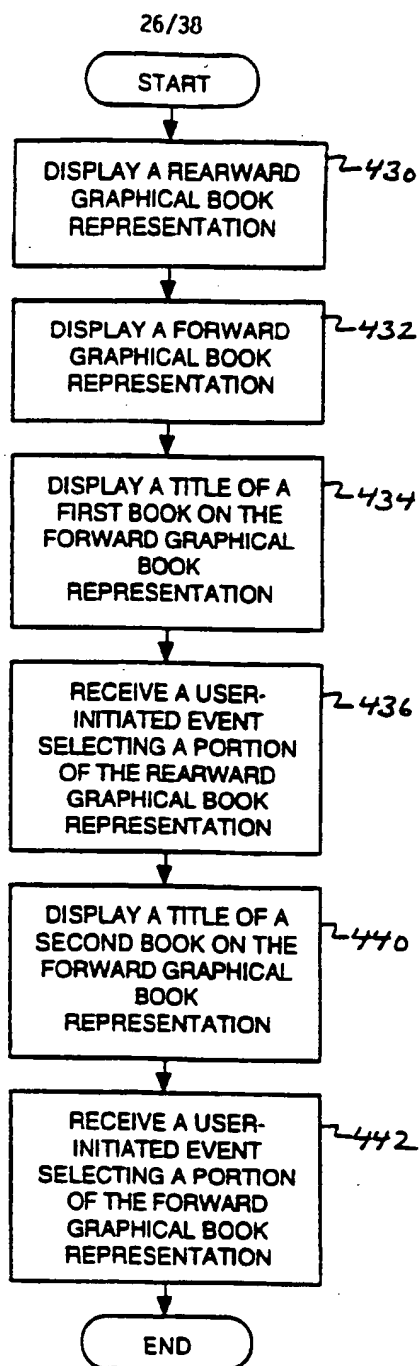 26/38
START
DISPLAY A REARWARD
GRAPHICAL BOOK
REPRESENTATION
430
DISPLAY A FORWARD
GRAPHICAL BOOK
REPRESENTATION
432
DISPLAY A TITLE OF A
FIRST BOOK ON THE
FORWARD GRAPHICAL
BOOK
REPRESENTATION
434
RECEIVE A USER-
INITIATED EVENT
SELECTING A PORTION
OF THE REARWARD
GRAPHICAL BOOK
REPRESENTATION
436
DISPLAY A TITLE OF A
SECOND BOOK ON THE
FORWARD GRAPHICAL
BOOK
REPRESENTATION
440
RECEIVE A USER-
INITIATED EVENT
SELECTING A PORTION
OF THE FORWARD
GRAPHICAL BOOK
REPRESENTATION
442
END